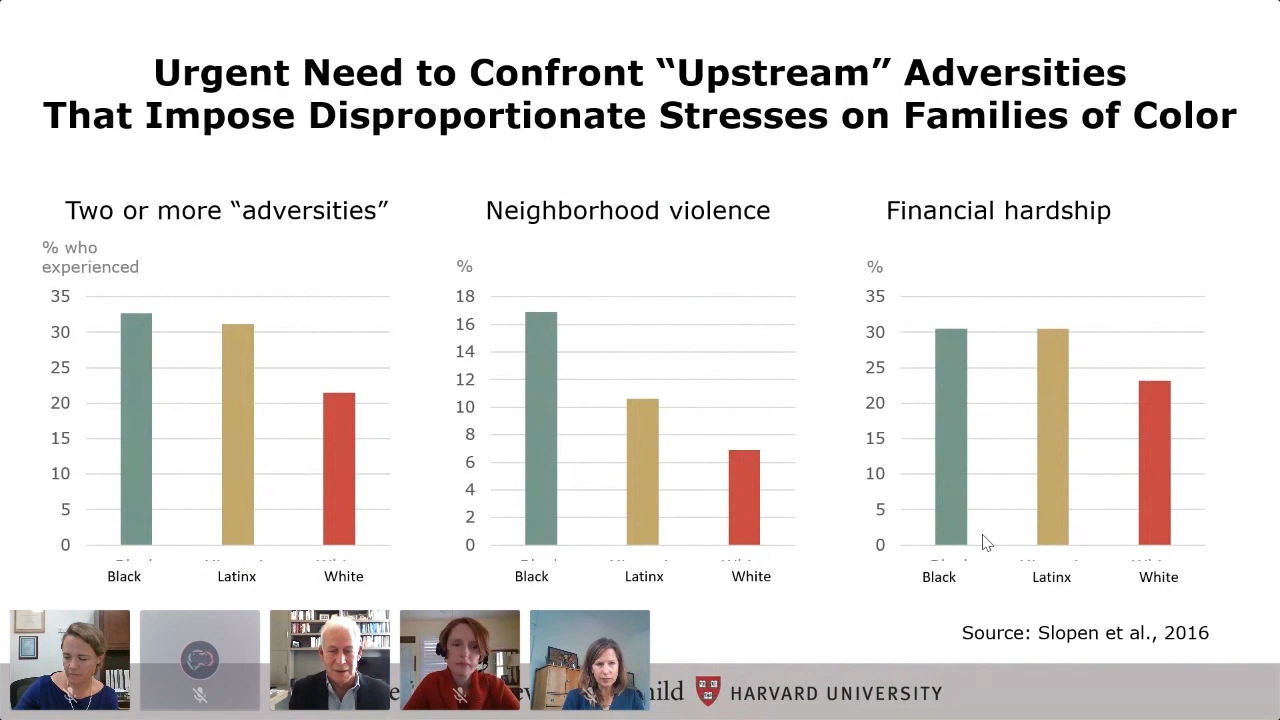 Urgent Need to Confront “Upstream” Adversities
That Impose Disproportionate Stresses on Families of Color
Two or more “adversities”
% who
experienced
35
30
25
20
15
10
5
0
Black
Latinx
White
Neighborhood violence
%
18
16
14
12
10
8
6
4
2
0
Black
Latinx
White
Financial hardship
%
35
30
25
20
15
10
5
0
Black
Latinx
White
Source: Slopen et al., 2016
HARVARD UNIVERSITY